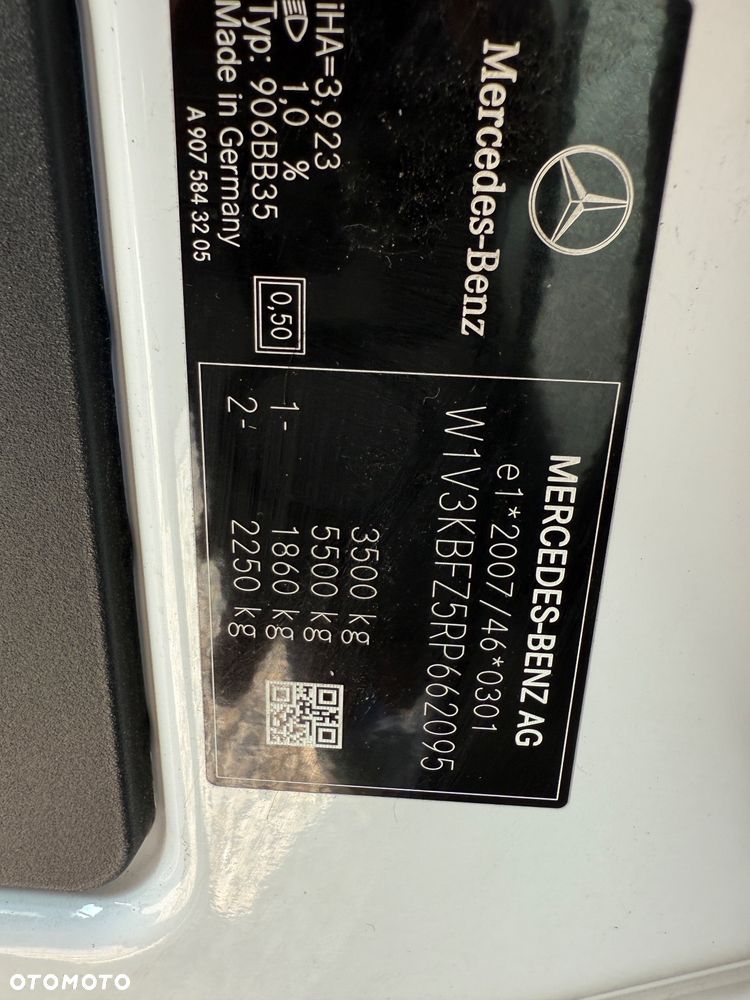 Mercedes-Benz
iHA=3,923
1,0 %
Typ: 906BB35
Made in Germany
A 907 584 32 05
0,50
MERCEDES-BENZ AG
e1*2007/46*0301
W1V3KBFZ5RP662095
3500 kg
5500 kg
1- 1860 kg
2- 2250 kg
OTOMOTO